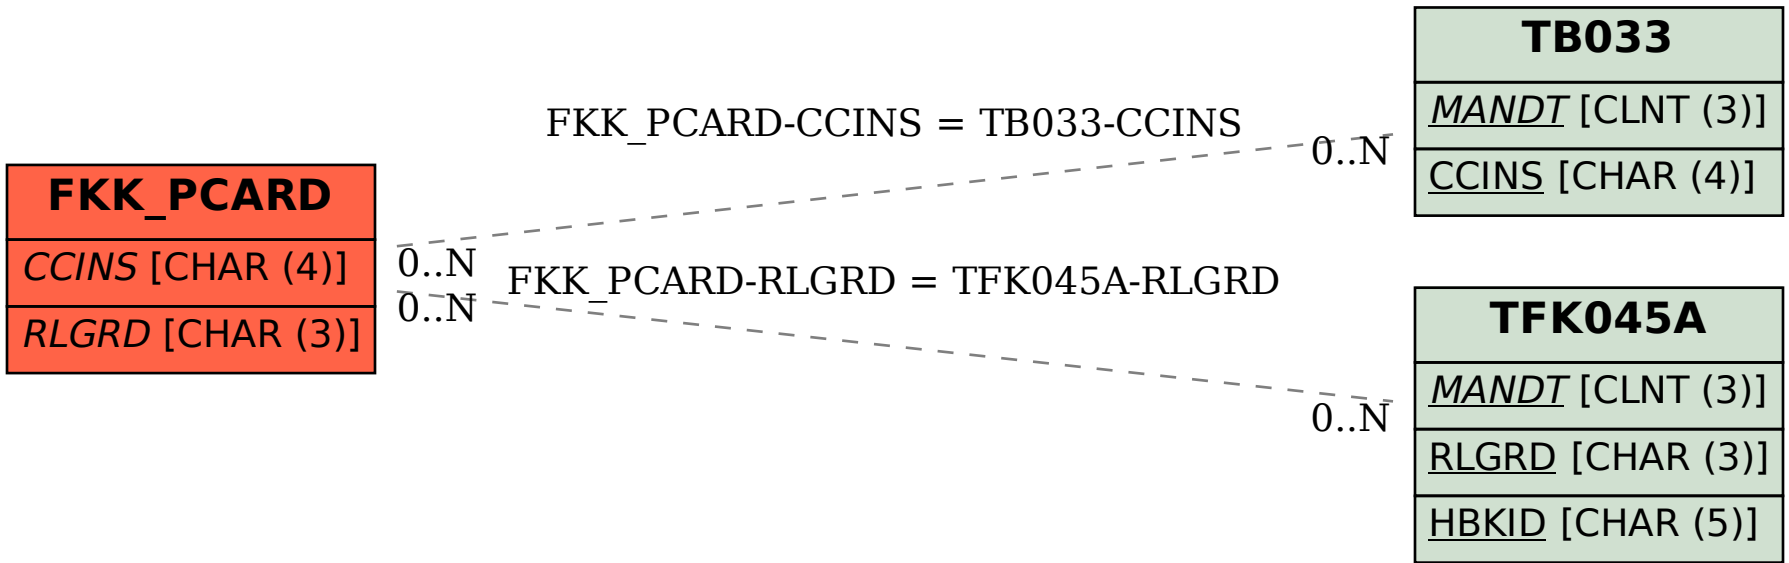 FKK_PCARD
CCINS [CHAR (4)]
RLGRD [CHAR (3)]
FKK_PCARD-CCINS = TB033-CCINS
0..N
0..N
FKK_PCARD-RLGRD = TFK045A-RLGRD
0..N
0..N
TB033
MANDT [CLNT (3)]
CCINS [CHAR (4)]
TFK045A
MANDT [CLNT (3)]
RLGRD [CHAR (3)]
HBKID [CHAR (5)]